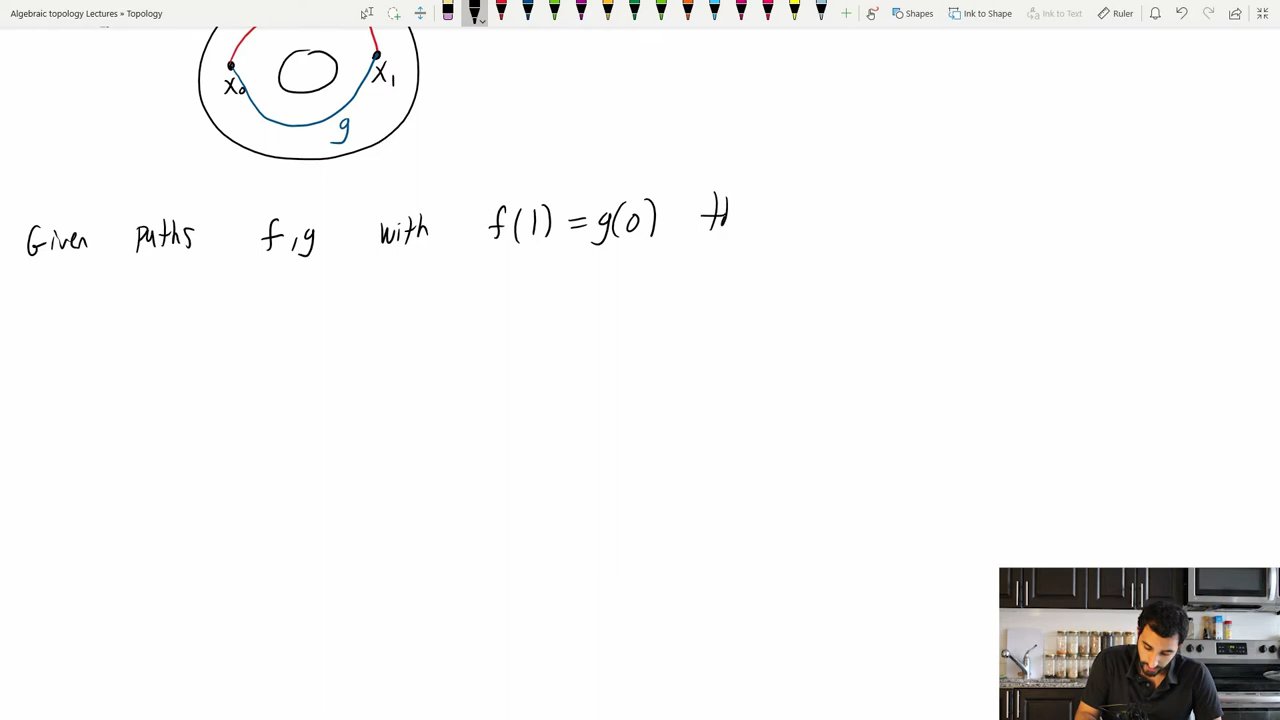 Algebraic topology Lectures » Topology
Shapes
Ink to Shape
Ink to Text
Ruler
x₀
x₁
g
Given paths f,g with f(1) = g(0) th